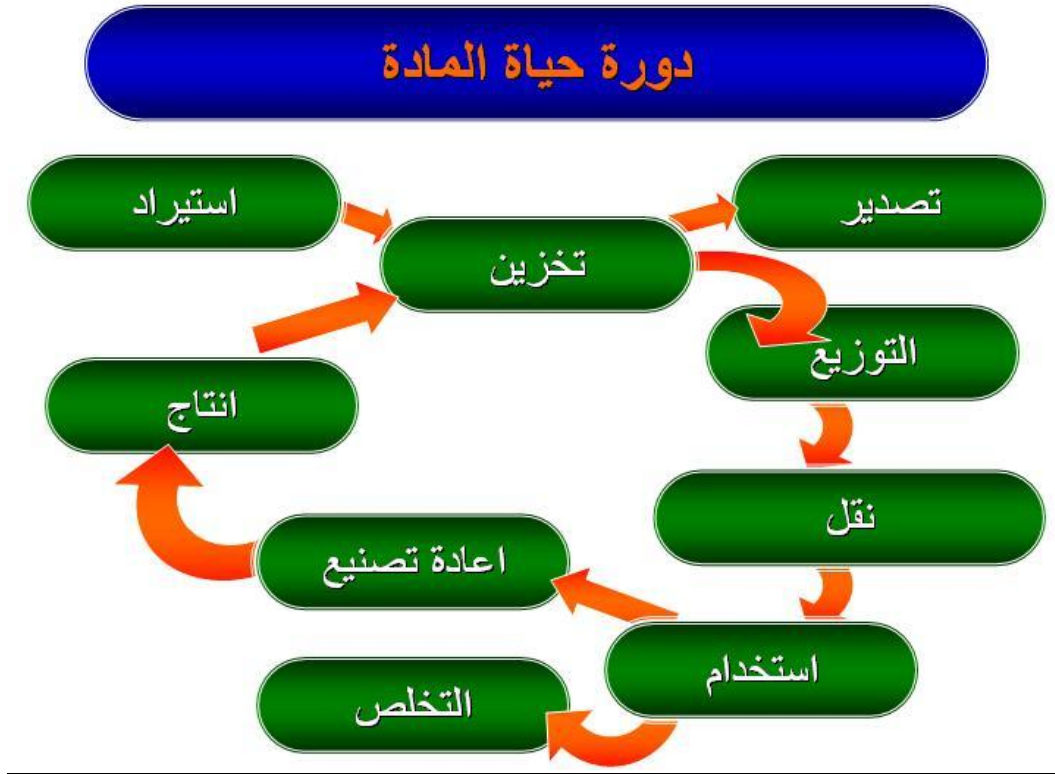 دورة حياة المادة
تصدير
استيراد
تخزين
التوزيع
انتاج
نقل
اعادة تصنيع
استخدام
التخلص